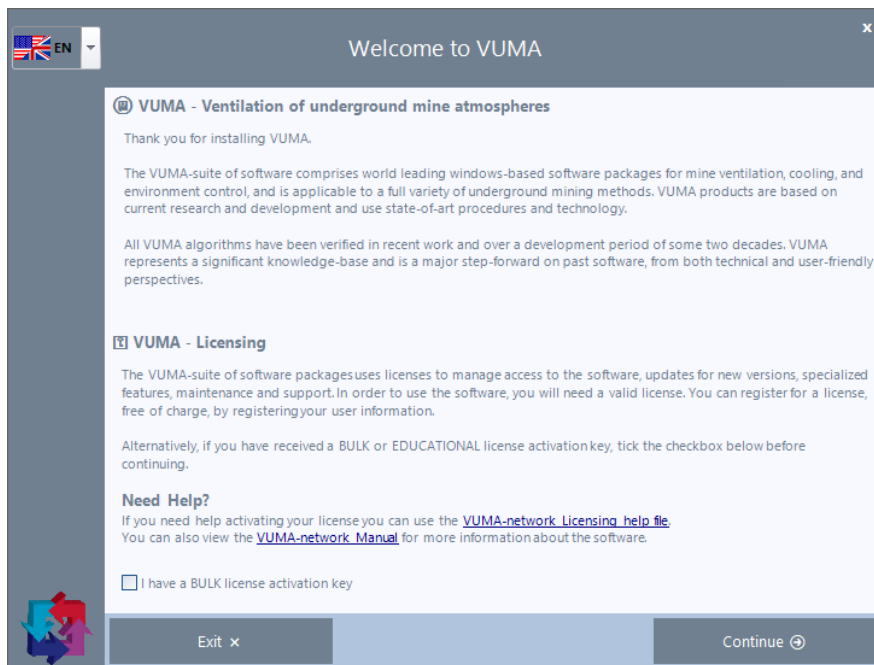 EN
Welcome to VUMA
x
VUMA - Ventilation of underground mine atmospheres
Thank you for installing VUMA.
The VUMA-suite of software comprises world leading windows-based software packages for mine ventilation, cooling, and
environment control, and is applicable to a full variety of underground mining methods. VUMA products are based on
current research and development and use state-of-art procedures and technology.
All VUMA algorithms have been verified in recent work and over a development period of some two decades. VUMA
represents a significant knowledge-base and is a major step-forward on past software, from both technical and user-friendly
perspectives.
VUMA - Licensing
The VUMA-suite of software packages uses licenses to manage access to the software, updates for new versions, specialized
features, maintenance and support. In order to use the software, you will need a valid license. You can register for a license,
free of charge, by registering your user information.
Alternatively, if you have received a BULK or EDUCATIONAL license activation key, tick the checkbox below before
continuing.
Need Help?
If you need help activating your license you can use the VUMA-network Licensing help file.
You can also view the VUMA-network Manual for more information about the software.
I have a BULK license activation key
Exit ×
Continue